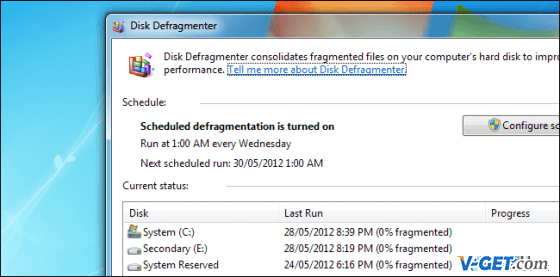 Disk Defragmenter
Disk Defragmenter consolidates fragmented files on your computer's hard disk to
performance. Tell me more about Disk Defragmenter.
Schedule:
Scheduled defragmentation is turned on
Run at 1:00 AM every Wednesday
Configure
Next scheduled run: 30/05/2012 1:00 AM
Current status:
Disk Last Run Progress
System (C:) 28/05/2012 8:39 PM (0% fragmented)
Secondary (E:) 28/05/2012 8:19 PM (0% fragmented)
System Reserved 24/05/2012 6:16 PM (0% fragmented)
V-GET.com